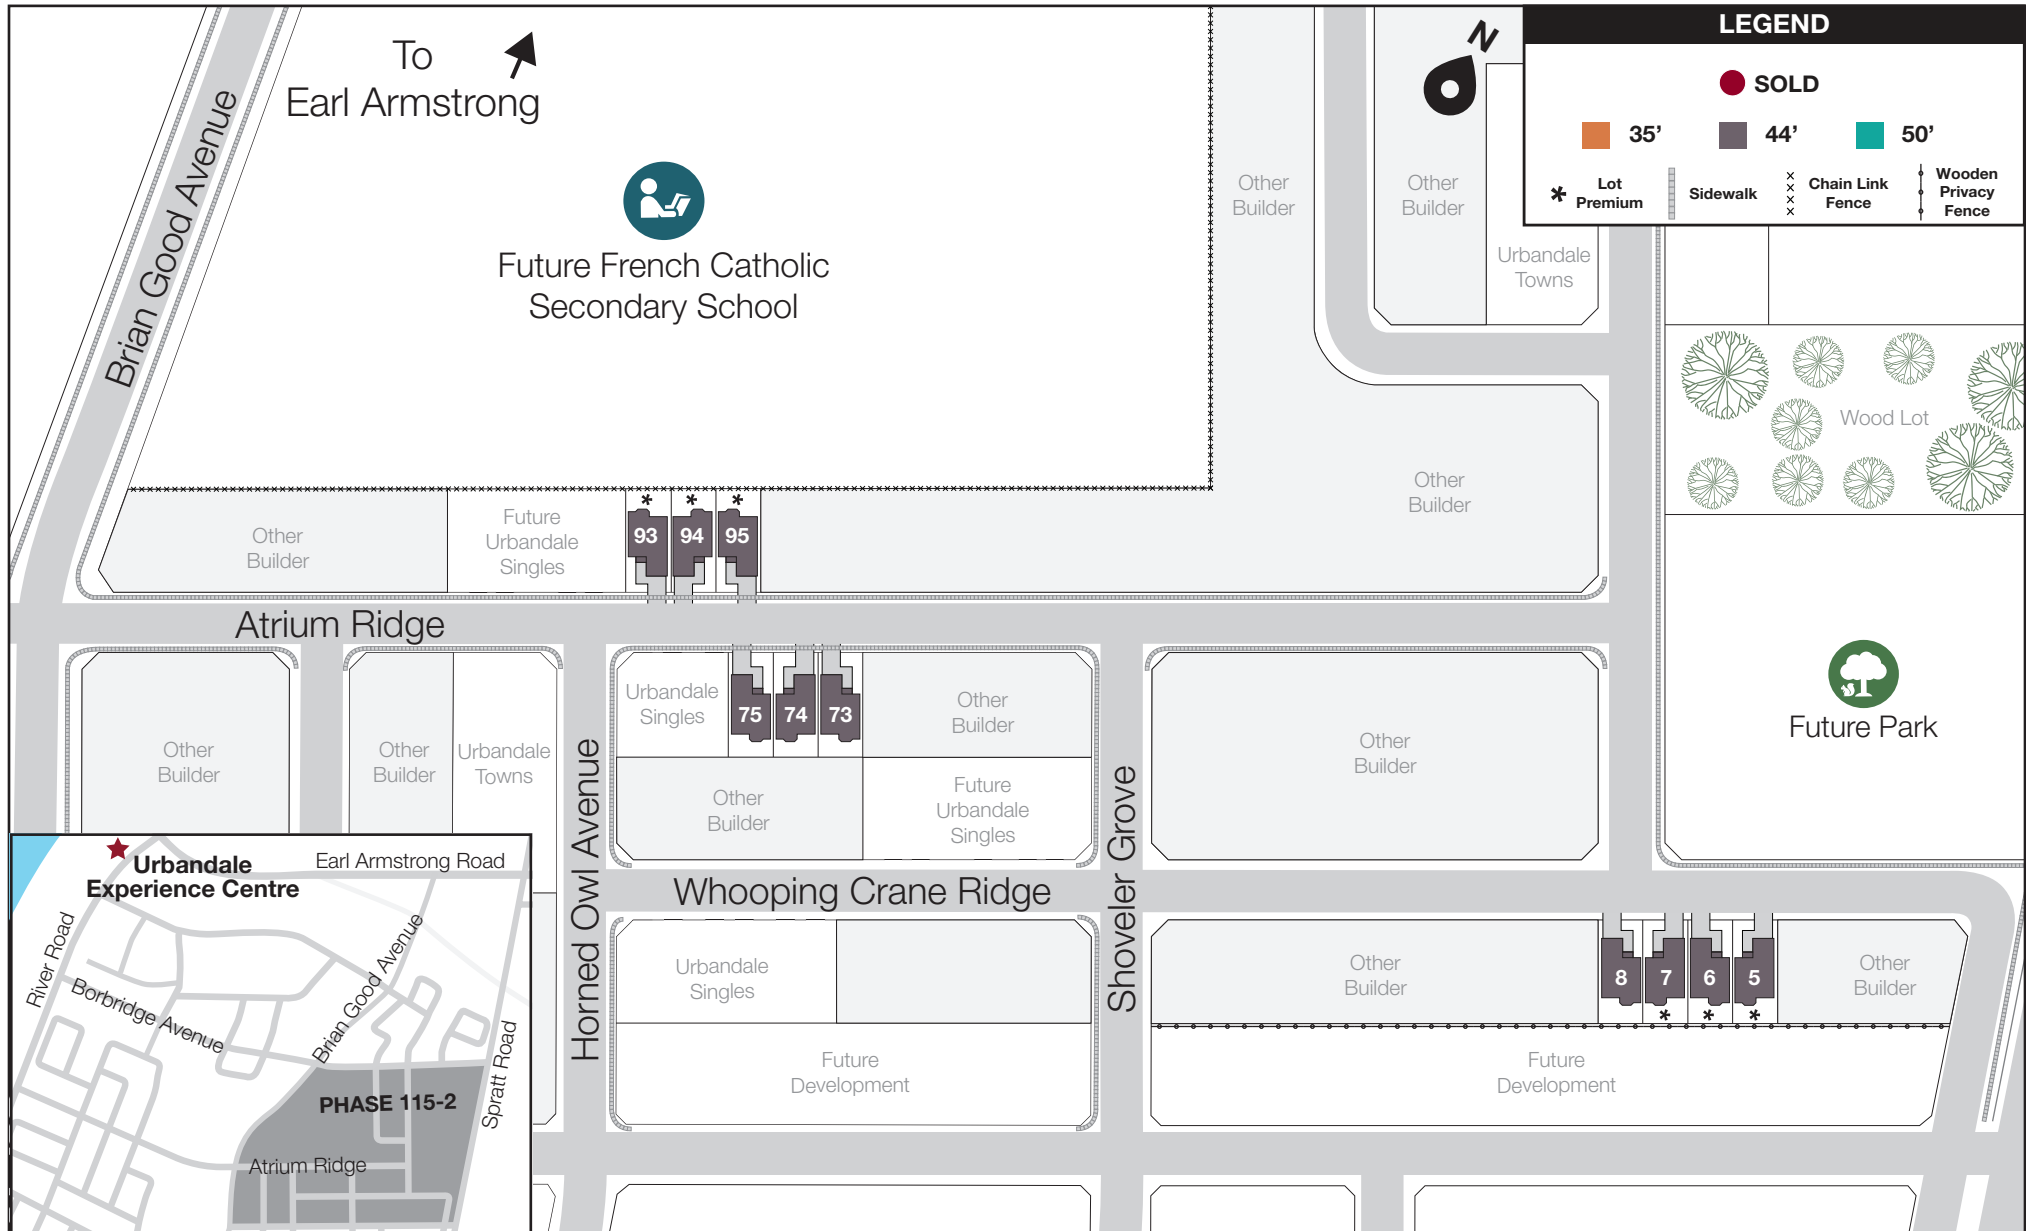 To
Earl Armstrong
Brian Good Avenue
Future French Catholic
Secondary School
N
LEGEND
SOLD
35'
44'
50'
* Lot
Premium
Sidewalk
Chain Link
Fence
Wooden
Privacy
Fence
Other
Builder
Other
Builder
Urbandale
Towns
Wood Lot
Other
Builder
Other
Builder
Future
Urbandale
Singles
*
*
*
93
94
95
Atrium Ridge
Other
Builder
Other
Builder
Urbandale
Towns
Urbandale
Singles
75
74
73
Other
Builder
Other
Builder
Future
Urbandale
Singles
Other
Builder
Future Park
Horned Owl Avenue
Shoveler Grove
Whooping Crane Ridge
Urbandale
Singles
Future
Development
Other
Builder
8
7
6
5
*
*
*
Other
Builder
Future
Development
Urbandale
Experience Centre
Earl Armstrong Road
River Road
Borbridge Avenue
Brian Good Avenue
Spratt Road
PHASE 115-2
Atrium Ridge